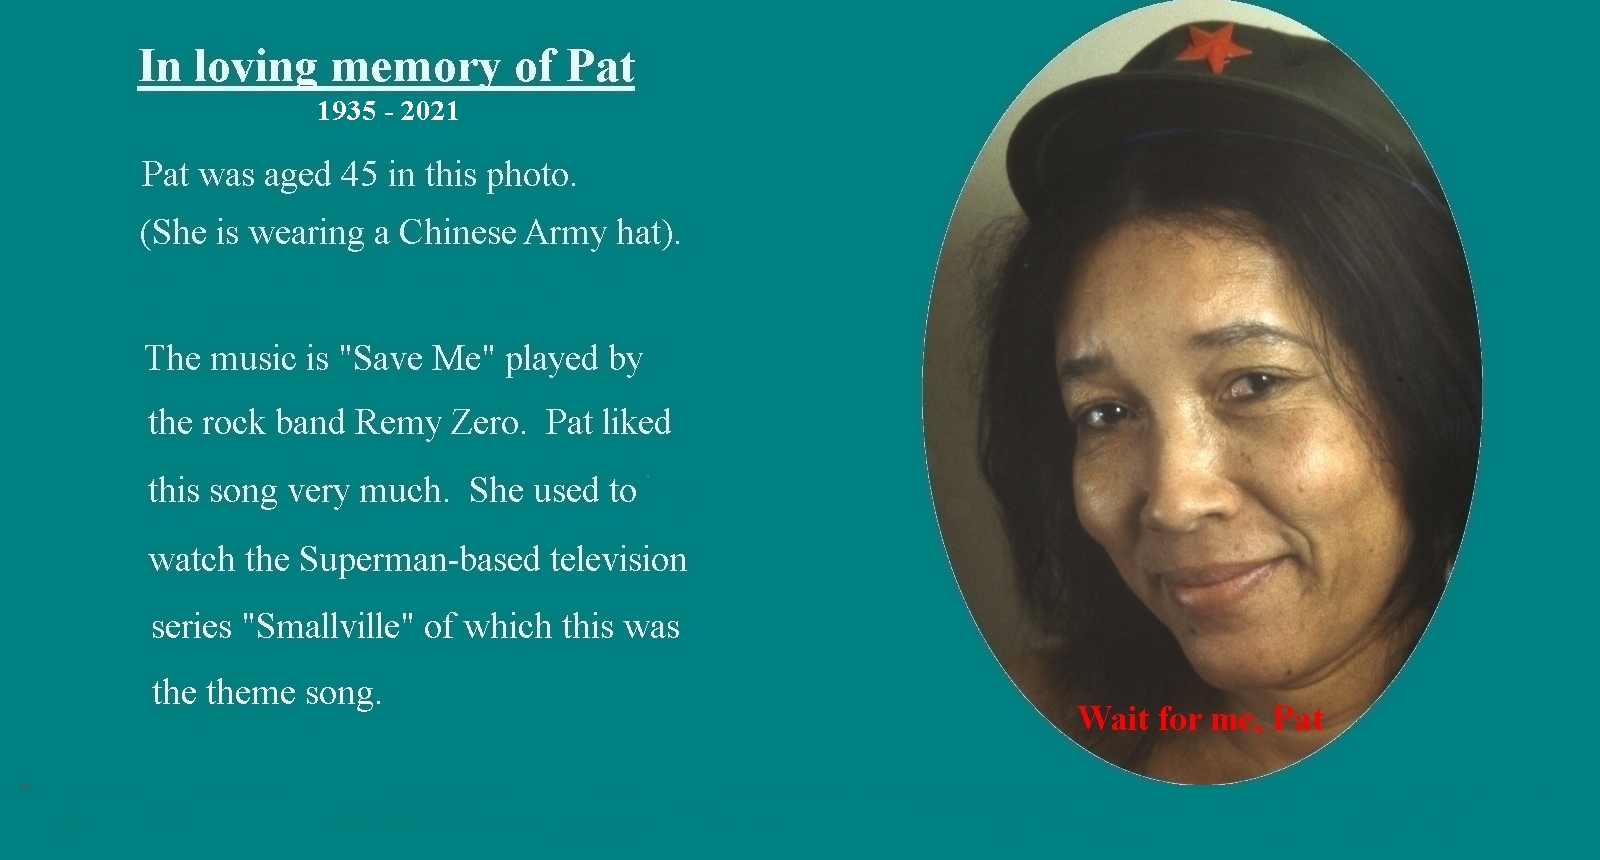 In loving memory of Pat
1935 - 2021
Pat was aged 45 in this photo.
(She is wearing a Chinese Army hat).
The music is "Save Me" played by
the rock band Remy Zero.  Pat liked
this song very much.  She used to
watch the Superman-based television
series "Smallville" of which this was
the theme song.
Wait for me, Pat